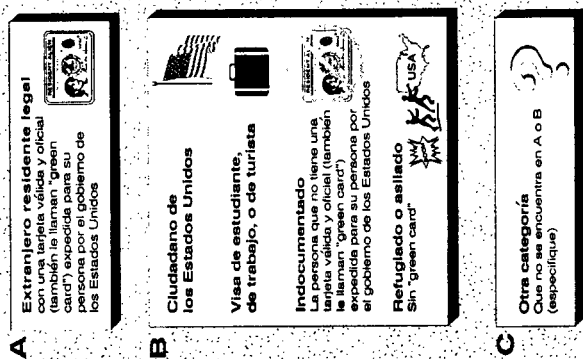 A
Extranjero residente legal
con una tarjeta válida y oficial
(también le llaman "green
card") expedida para su
persona por el gobierno de
los Estados Unidos
B
Ciudadano de
los Estados Unidos
Visa de estudiante,
de trabajo, o de turista
Indocumentado
La persona que no tiene una
tarjeta válida y oficial (también
le llaman "green card")
expedida para su persona por
el gobierno de los Estados Unidos
Refugiado o asilado
Sin "green card"
USA
C
Otra categoría
Que no se encuentra en A o B
(especifique)